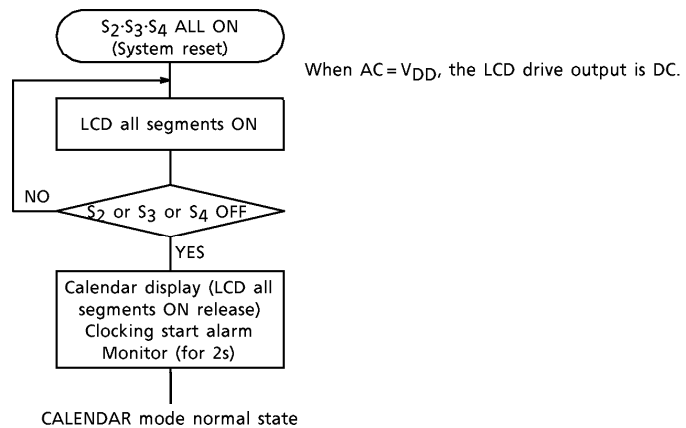 S2·S3·S4 ALL ON
(System reset)
When AC = VDD, the LCD drive output is DC.
LCD all segments ON
NO
S2 or S3 or S4 OFF
YES
Calendar display (LCD all
segments ON release)
Clocking start alarm
Monitor (for 2s)
CALENDAR mode normal state